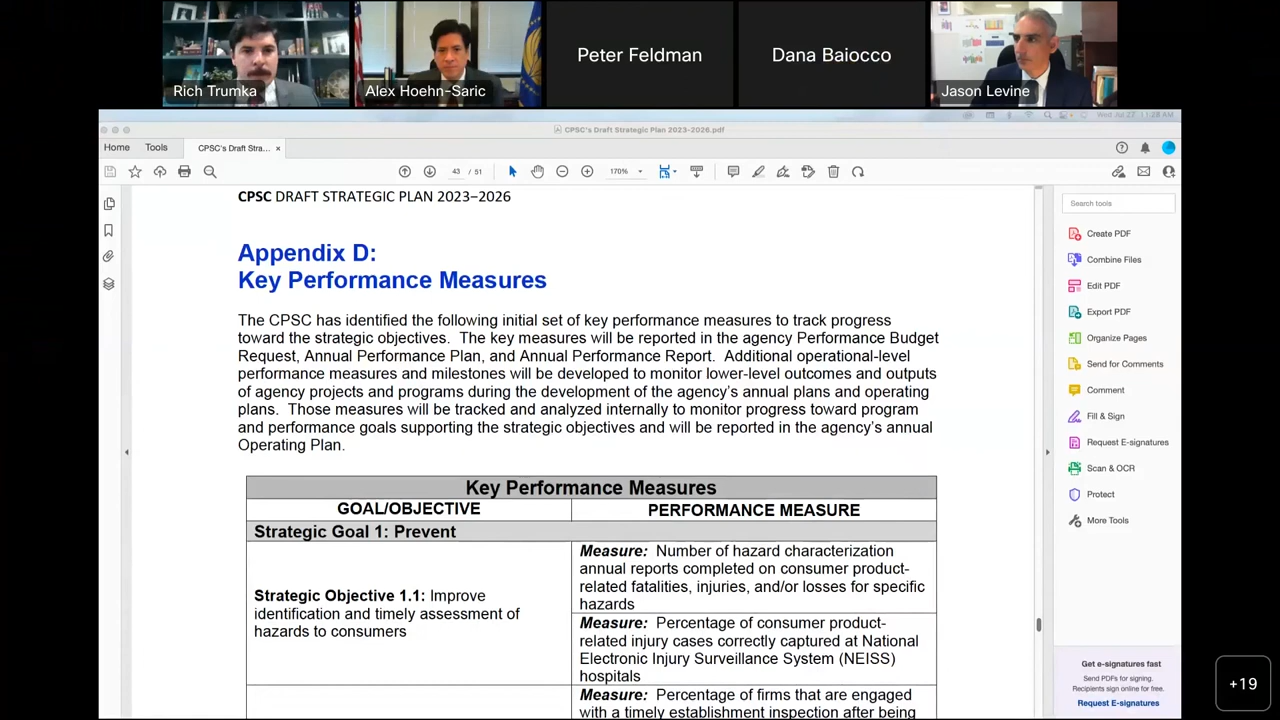 Rich Trumka
Alex Hoehn-Saric
Peter Feldman
Dana Baiocco
Jason Levine
Wed Jul 27 11:28 AM
CPSC's Draft Strategic Plan 2023-2026.pdf
Home
Tools
CPSC's Draft Stra... ×
43 / 51
170%
CPSC DRAFT STRATEGIC PLAN 2023–2026
Appendix D:
Key Performance Measures
The CPSC has identified the following initial set of key performance measures to track progress
toward the strategic objectives. The key measures will be reported in the agency Performance Budget
Request, Annual Performance Plan, and Annual Performance Report. Additional operational-level
performance measures and milestones will be developed to monitor lower-level outcomes and outputs
of agency projects and programs during the development of the agency's annual plans and operating
plans. Those measures will be tracked and analyzed internally to monitor progress toward program
and performance goals supporting the strategic objectives and will be reported in the agency's annual
Operating Plan.
Key Performance Measures
GOAL/OBJECTIVE
PERFORMANCE MEASURE
Strategic Goal 1: Prevent
Strategic Objective 1.1: Improve
identification and timely assessment of
hazards to consumers
Measure: Number of hazard characterization
annual reports completed on consumer product-
related fatalities, injuries, and/or losses for specific
hazards
Measure: Percentage of consumer product-
related injury cases correctly captured at National
Electronic Injury Surveillance System (NEISS)
hospitals
Measure: Percentage of firms that are engaged
with a timely establishment inspection after being
Search tools
Create PDF
Combine Files
Edit PDF
Export PDF
Organize Pages
Send for Comments
Comment
Fill & Sign
Request E-signatures
Scan & OCR
Protect
More Tools
Get e-signatures fast
Send PDFs for signing.
Recipients sign online for free.
Request E-Signatures
+19